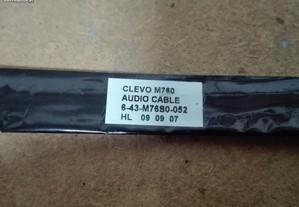 CLEVO M760
AUDIO CABLE
6-43-M76S0-052
HL 09 09 07